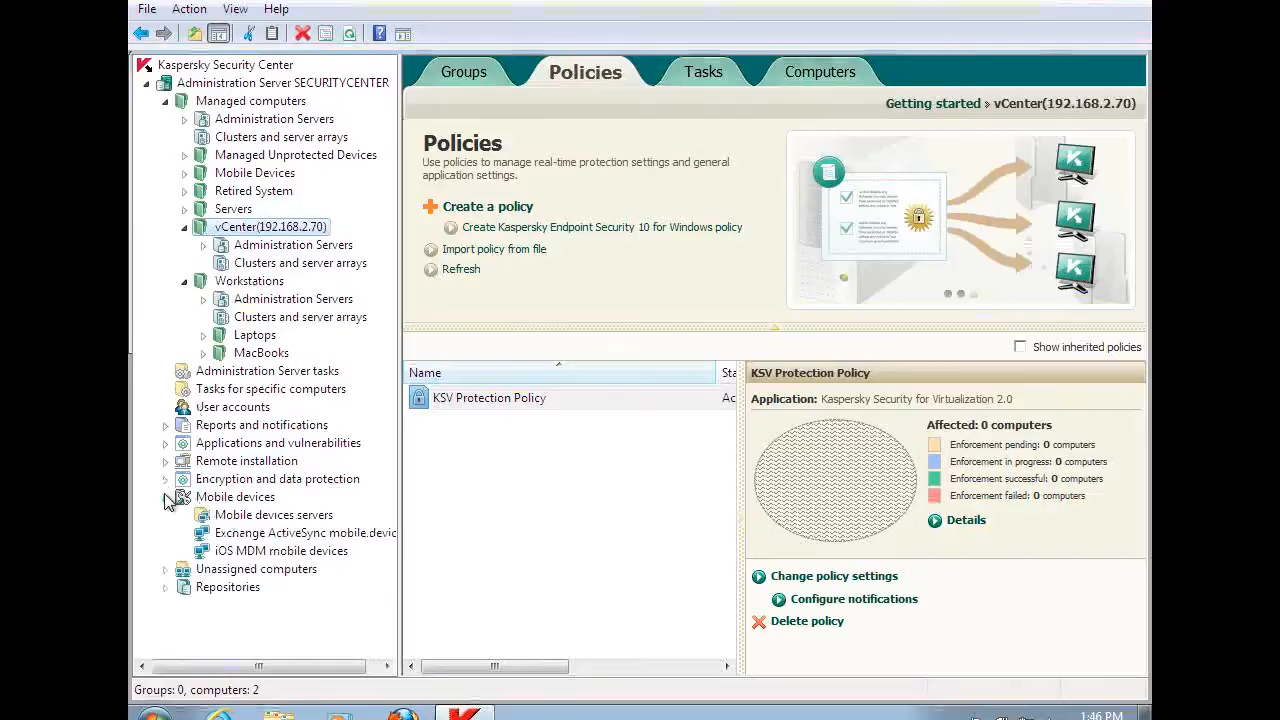 File Action View Help
Kaspersky Security Center
Administration Server SECURITYCENTER
Managed computers
Administration Servers
Clusters and server arrays
Managed Unprotected Devices
Mobile Devices
Retired System
Servers
vCenter(192.168.2.70)
Administration Servers
Clusters and server arrays
Workstations
Administration Servers
Clusters and server arrays
Laptops
MacBooks
Administration Server tasks
Tasks for specific computers
User accounts
Reports and notifications
Applications and vulnerabilities
Remote installation
Encryption and data protection
Mobile devices
Mobile devices servers
Exchange ActiveSync mobile.devic
iOS MDM mobile devices
Unassigned computers
Repositories
Groups Policies Tasks Computers
Getting started » vCenter(192.168.2.70)
Policies
Use policies to manage real-time protection settings and general
application settings.
Create a policy
Create Kaspersky Endpoint Security 10 for Windows policy
Import policy from file
Refresh
Show inherited policies
Name Sta
KSV Protection Policy Ac
KSV Protection Policy
Application: Kaspersky Security for Virtualization 2.0
Affected: 0 computers
Enforcement pending: 0 computers
Enforcement in progress: 0 computers
Enforcement successful: 0 computers
Enforcement failed: 0 computers
Details
Change policy settings
Configure notifications
Delete policy
Groups: 0, computers: 2
1:46 PM